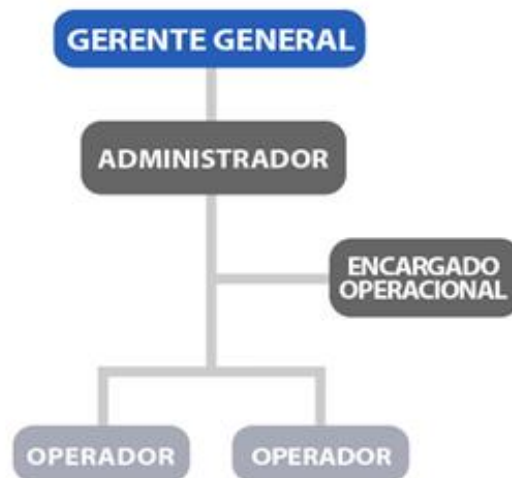 GERENTE GENERAL
ADMINISTRADOR
ENCARGADO
OPERACIONAL
OPERADOR
OPERADOR